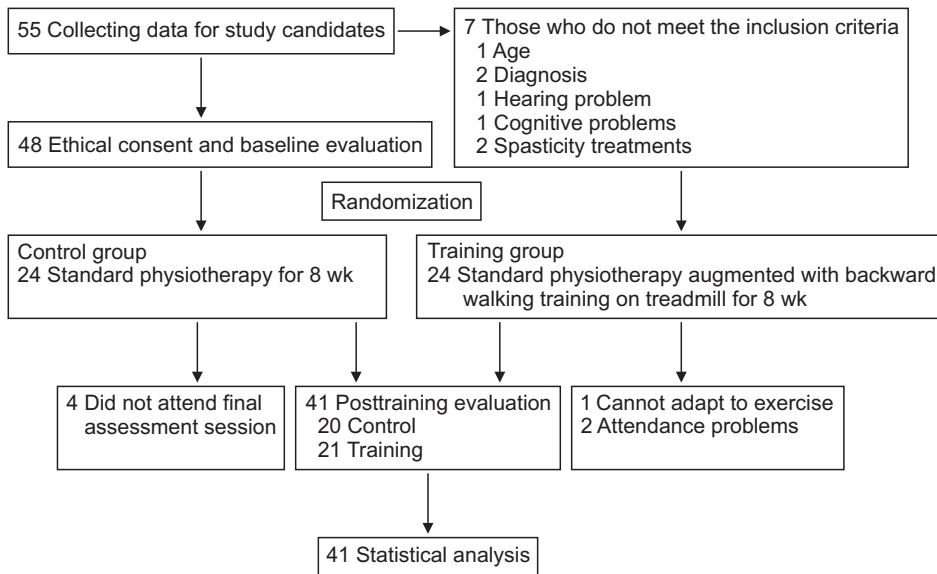 55 Collecting data for study candidates
7 Those who do not meet the inclusion criteria
1 Age
2 Diagnosis
1 Hearing problem
1 Cognitive problems
2 Spasticity treatments
48 Ethical consent and baseline evaluation
Randomization
Control group
24 Standard physiotherapy for 8 wk
Training group
24 Standard physiotherapy augmented with backward
walking training on treadmill for 8 wk
4 Did not attend final
assessment session
41 Posttraining evaluation
20 Control
21 Training
1 Cannot adapt to exercise
2 Attendance problems
41 Statistical analysis